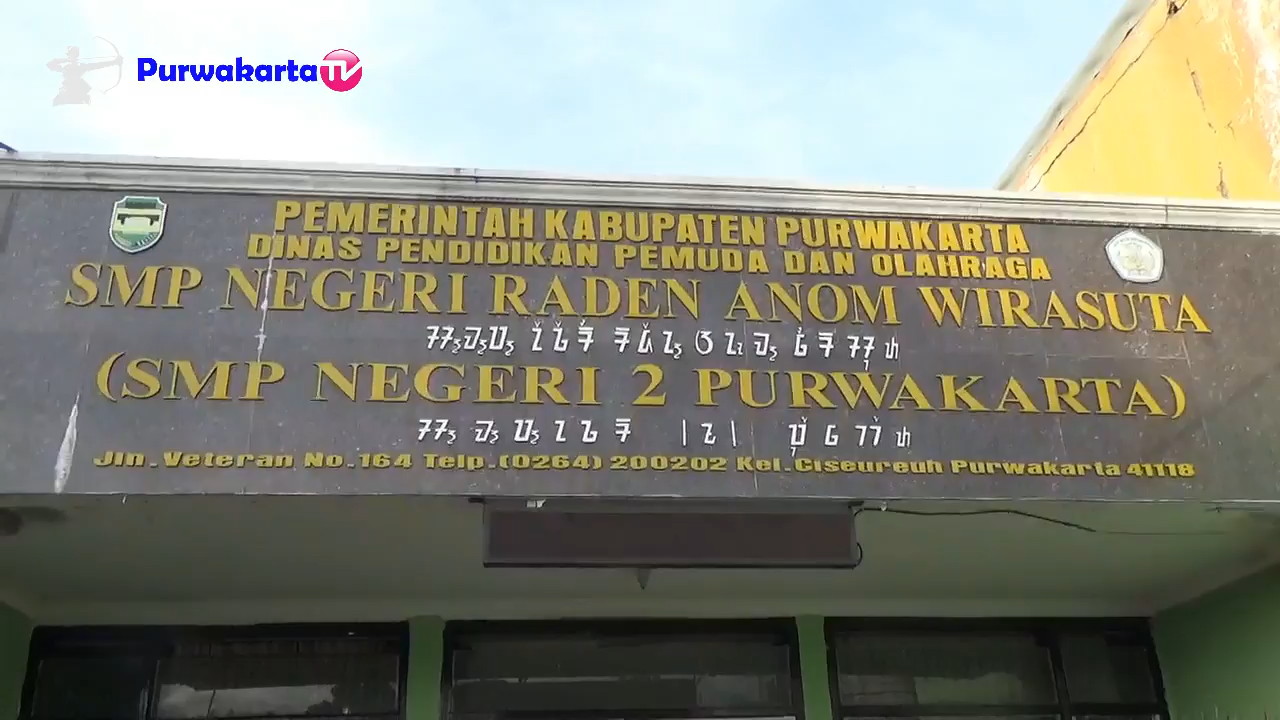 PurwakartaTV
PEMERINTAH KABUPATEN PURWAKARTA
DINAS PENDIDIKAN PEMUDA DAN OLAHRAGA
SMP NEGERI RADEN ANOM WIRASUTA
(SMP NEGERI 2 PURWAKARTA)
Jln. Veteran No. 164 Telp. (0264) 200202 Kel. Ciseureuh Purwakarta 41118